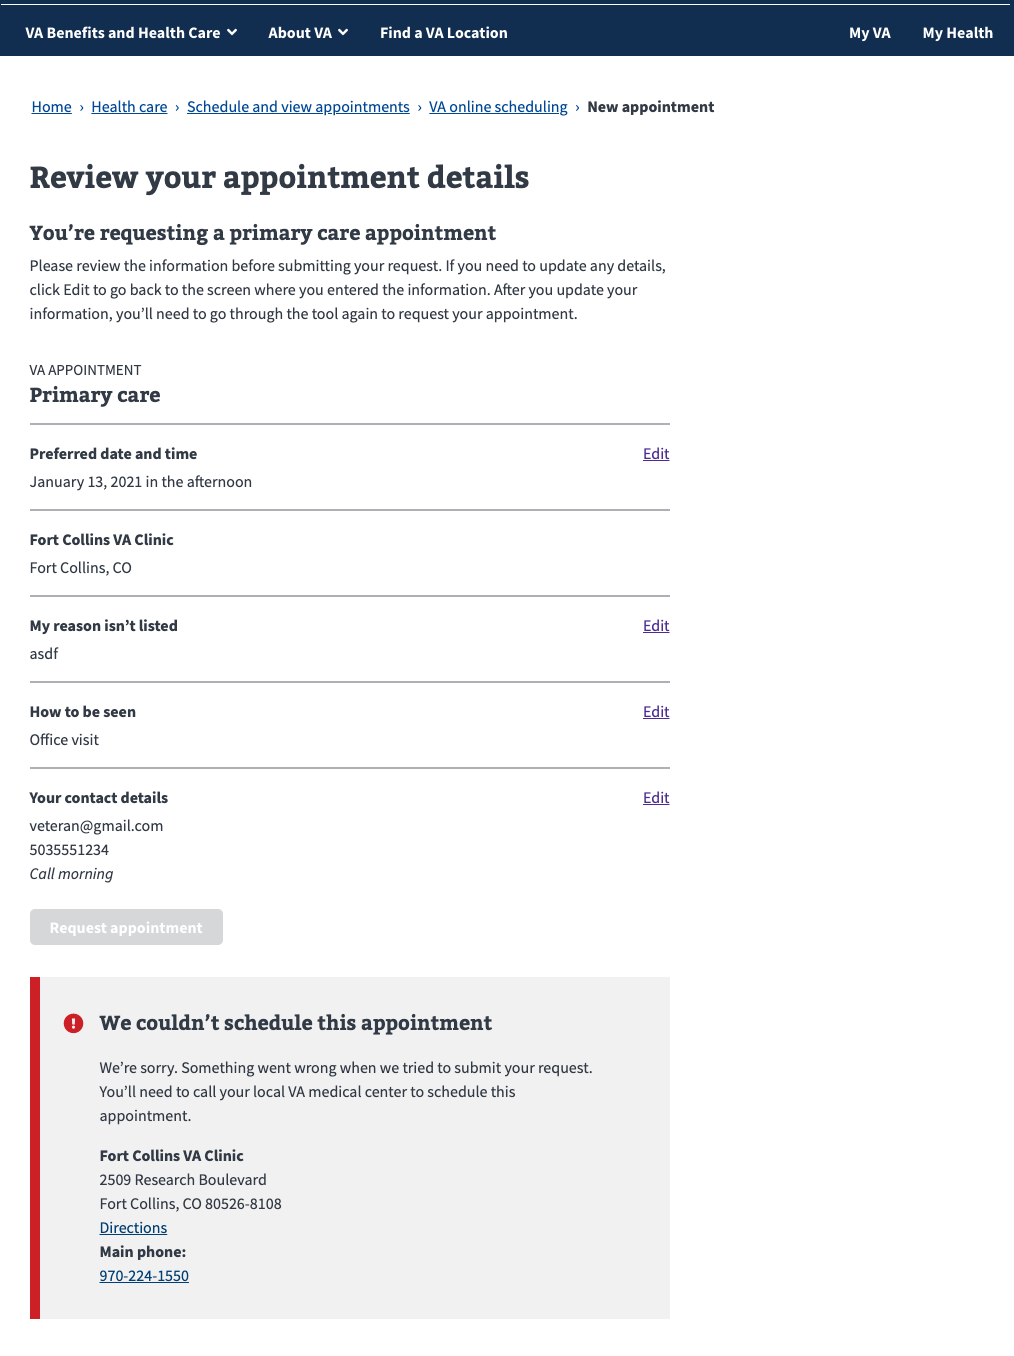 VA Benefits and Health Care About VA Find a VA Location My VA My Health
Home › Health care › Schedule and view appointments › VA online scheduling › New appointment
Review your appointment details
You’re requesting a primary care appointment
Please review the information before submitting your request. If you need to update any details,
click Edit to go back to the screen where you entered the information. After you update your
information, you’ll need to go through the tool again to request your appointment.
VA APPOINTMENT
Primary care
Preferred date and time Edit
January 13, 2021 in the afternoon
Fort Collins VA Clinic
Fort Collins, CO
My reason isn’t listed Edit
asdf
How to be seen Edit
Office visit
Your contact details Edit
veteran@gmail.com
5035551234
Call morning
Request appointment
We couldn’t schedule this appointment
We’re sorry. Something went wrong when we tried to submit your request.
You’ll need to call your local VA medical center to schedule this
appointment.
Fort Collins VA Clinic
2509 Research Boulevard
Fort Collins, CO 80526-8108
Directions
Main phone:
970-224-1550